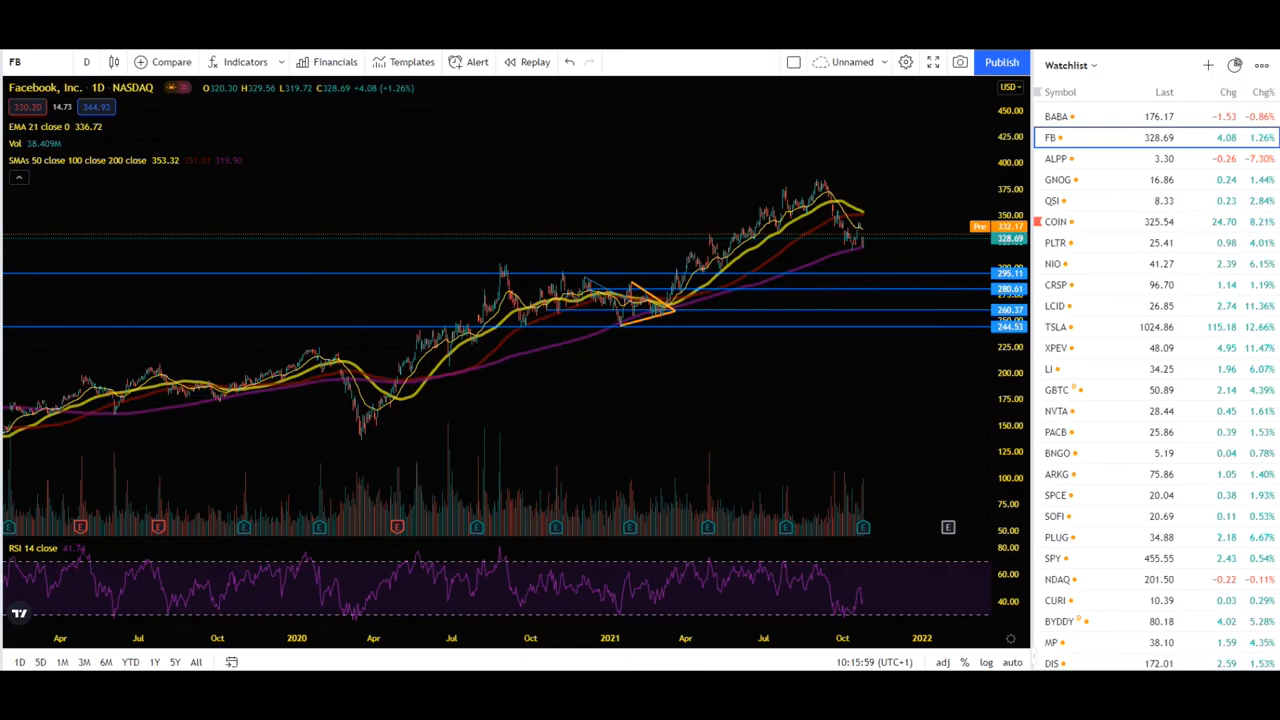 FB D Compare Indicators Financials Templates Alert Replay Unnamed Publish
Facebook, Inc. · 1D · NASDAQ O320.30 H329.56 L319.72 C328.69 +4.08 (+1.26%)
330.20 14.73 344.93
EMA 21 close 0 336.72
Vol 38.409M
SMAs 50 close 100 close 200 close 353.32 351.01 319.90
USD
450.00
425.00
400.00
375.00
350.00
Pre 332.17
328.69
300.00
295.11
280.61
275.00
260.37
250.00
244.53
225.00
200.00
175.00
150.00
125.00
100.00
75.00
50.00
E E E E E E E E E E E E E
RSI 14 close 41.74
80.00
60.00
40.00
Apr Jul Oct 2020 Apr Jul Oct 2021 Apr Jul Oct 2022
1D 5D 1M 3M 6M YTD 1Y 5Y All 10:15:59 (UTC+1) adj % log auto
Watchlist
Symbol Last Chg Chg%
BABA 176.17 −1.53 −0.86%
FB 328.69 4.08 1.26%
ALPP 3.30 −0.26 −7.30%
GNOG 16.86 0.24 1.44%
QSI 8.33 0.23 2.84%
COIN 325.54 24.70 8.21%
PLTR 25.41 0.98 4.01%
NIO 41.27 2.39 6.15%
CRSP 96.70 1.14 1.19%
LCID 26.85 2.74 11.36%
TSLA 1024.86 115.18 12.66%
XPEV 48.09 4.95 11.47%
LI 34.25 1.96 6.07%
GBTC D 50.89 2.14 4.39%
NVTA 28.44 0.45 1.61%
PACB 25.86 0.39 1.53%
BNGO 5.19 0.04 0.78%
ARKG 75.86 1.05 1.40%
SPCE 20.04 0.38 1.93%
SOFI 20.69 0.11 0.53%
PLUG 34.88 2.18 6.67%
SPY 455.55 2.43 0.54%
NDAQ 201.50 −0.22 −0.11%
CURI 10.39 0.03 0.29%
BYDDY D 80.18 4.02 5.28%
MP 38.10 1.59 4.35%
DIS 172.01 2.59 1.53%